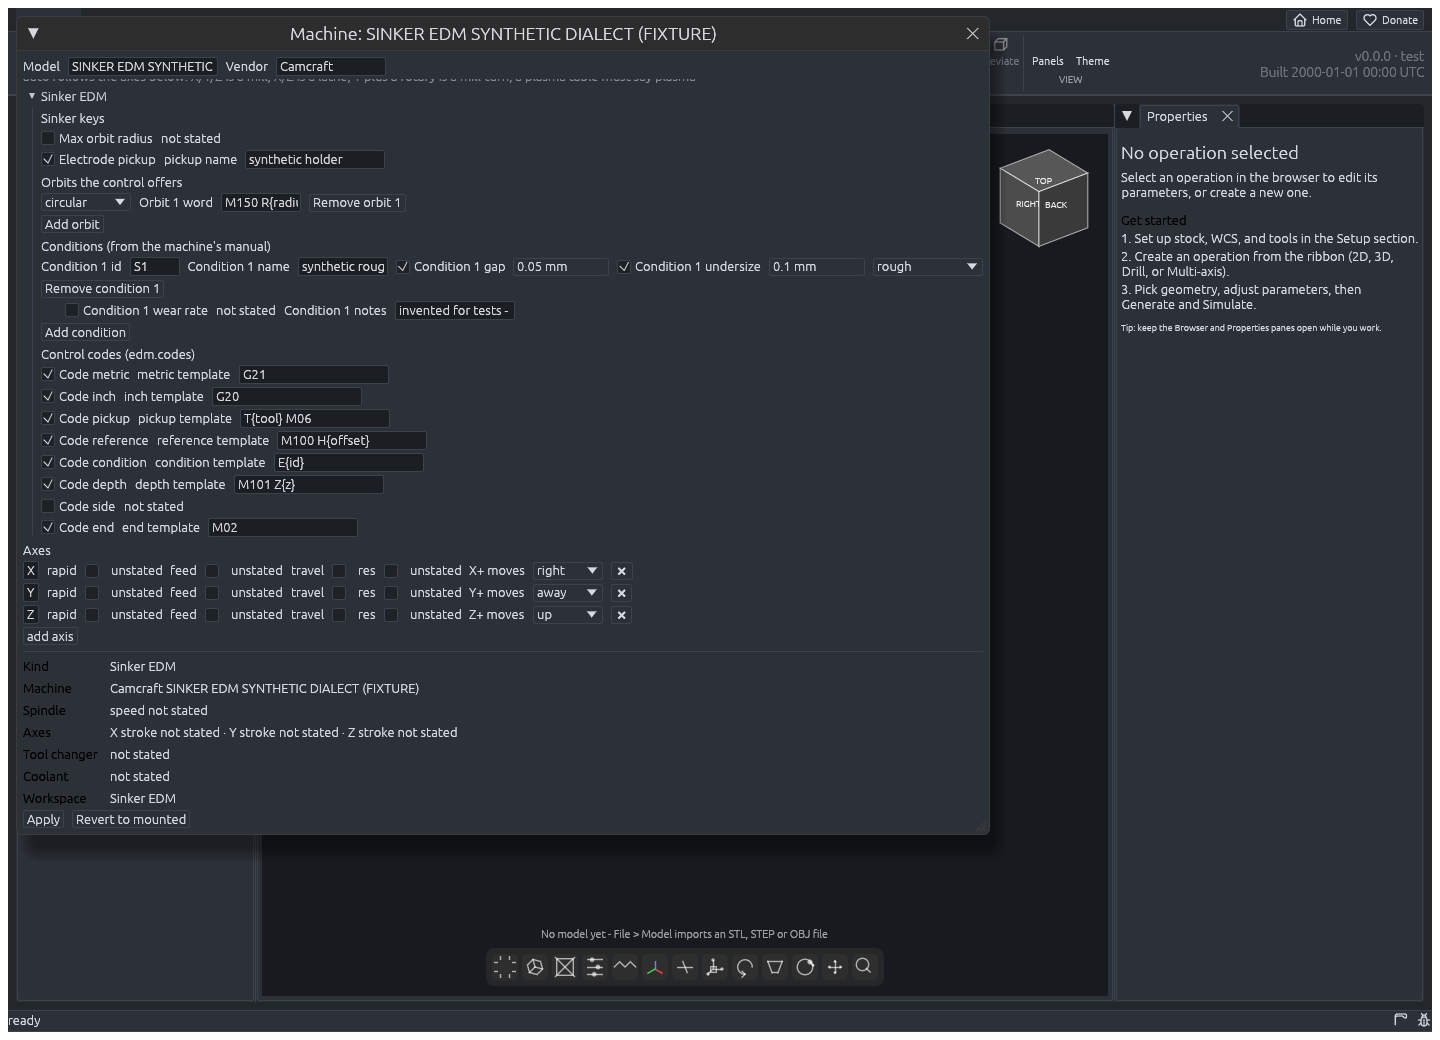 Machine: SINKER EDM SYNTHETIC DIALECT (FIXTURE)
Home
Donate
Model SINKER EDM SYNTHETIC Vendor Camcraft
eviate
Panels Theme
VIEW
v0.0.0 · test
Built 2000-01-01 00:00 UTC
Sinker EDM
Sinker keys
Max orbit radius not stated
Electrode pickup pickup name synthetic holder
Orbits the control offers
circular Orbit 1 word M150 R{radiu Remove orbit 1
Add orbit
Conditions (from the machine's manual)
Condition 1 id S1 Condition 1 name synthetic roug Condition 1 gap 0.05 mm Condition 1 undersize 0.1 mm rough
Remove condition 1
Condition 1 wear rate not stated Condition 1 notes invented for tests -
Add condition
Control codes (edm.codes)
Code metric metric template G21
Code inch inch template G20
Code pickup pickup template T{tool} M06
Code reference reference template M100 H{offset}
Code condition condition template E{id}
Code depth depth template M101 Z{z}
Code side not stated
Code end end template M02
Axes
X rapid unstated feed unstated travel res unstated X+ moves right
Y rapid unstated feed unstated travel res unstated Y+ moves away
Z rapid unstated feed unstated travel res unstated Z+ moves up
add axis
Kind Sinker EDM
Machine Camcraft SINKER EDM SYNTHETIC DIALECT (FIXTURE)
Spindle speed not stated
Axes X stroke not stated · Y stroke not stated · Z stroke not stated
Tool changer not stated
Coolant not stated
Workspace Sinker EDM
Apply Revert to mounted
TOP
RIGHT BACK
Properties
No operation selected
Select an operation in the browser to edit its
parameters, or create a new one.
Get started
1. Set up stock, WCS, and tools in the Setup section.
2. Create an operation from the ribbon (2D, 3D,
Drill, or Multi-axis).
3. Pick geometry, adjust parameters, then
Generate and Simulate.
Tip: keep the Browser and Properties panes open while you work.
No model yet - File > Model imports an STL, STEP or OBJ file
ready